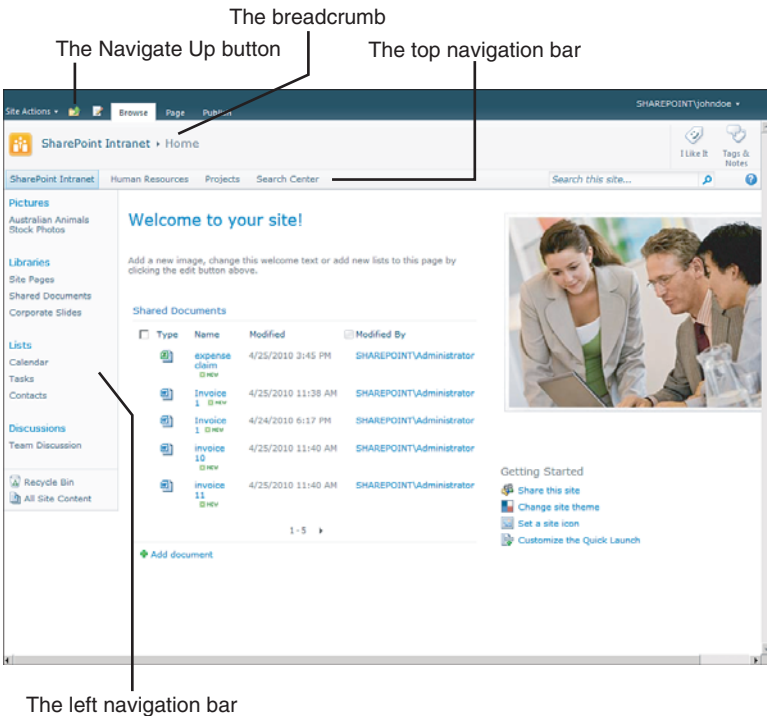 The breadcrumb
The Navigate Up button
The top navigation bar
Site Actions
Browse
Page
Publish
SHAREPOINT\johndoe
SharePoint Intranet
Home
I Like It
Tags &
Notes
SharePoint Intranet
Human Resources
Projects
Search Center
Search this site...
Pictures
Australian Animals
Stock Photos
Libraries
Site Pages
Shared Documents
Corporate Slides
Lists
Calendar
Tasks
Contacts
Discussions
Team Discussion
Recycle Bin
All Site Content
Welcome to your site!
Add a new image, change this welcome text or add new lists to this page by
clicking the edit button above.
Shared Documents
Type Name Modified Modified By
expense 4/25/2010 3:45 PM SHAREPOINT\Administrator
claim
NEW
Invoice 4/25/2010 11:38 AM SHAREPOINT\Administrator
1 NEW
Invoice 4/24/2010 6:17 PM SHAREPOINT\Administrator
1 NEW
invoice 4/25/2010 11:40 AM SHAREPOINT\Administrator
10
NEW
invoice 4/25/2010 11:40 AM SHAREPOINT\Administrator
11
NEW
1 - 5
Add document
Getting Started
Share this site
Change site theme
Set a site icon
Customize the Quick Launch
The left navigation bar